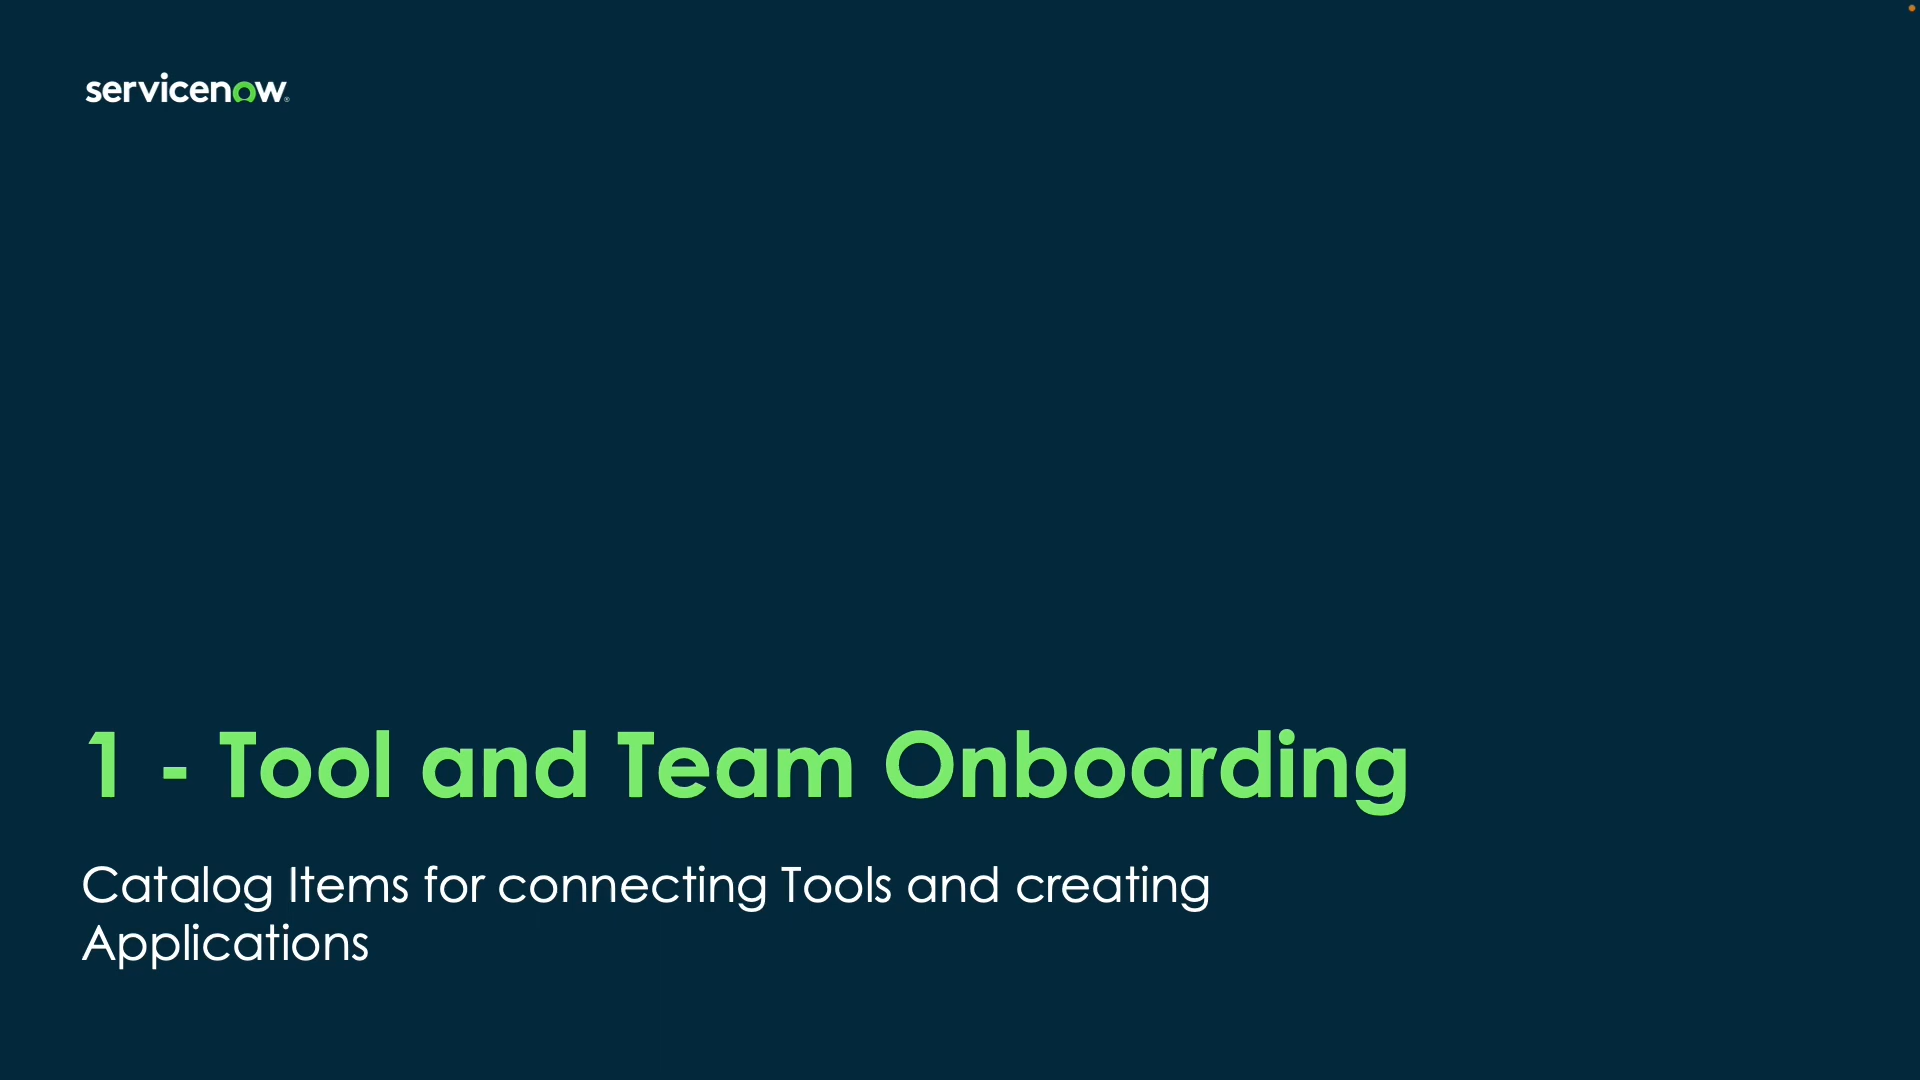 servicenow®
1 - Tool and Team Onboarding
Catalog Items for connecting Tools and creating
Applications